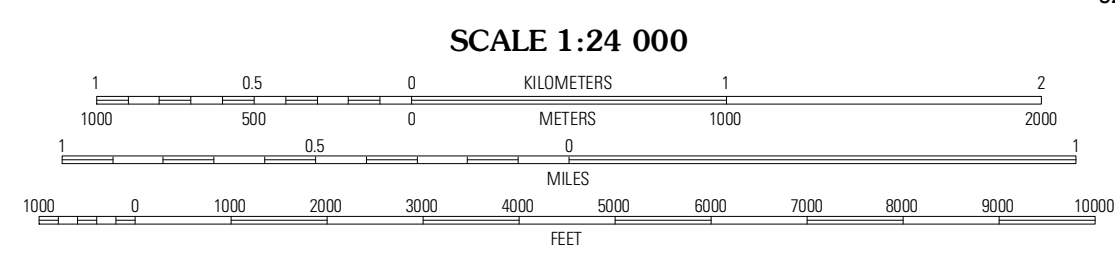 SCALE 1:24 000
1 0.5 0 KILOMETERS 1 2
1000 500 0 METERS 1000 2000
1 0.5 0 1
MILES
1000 0 1000 2000 3000 4000 5000 6000 7000 8000 9000 10000
FEET